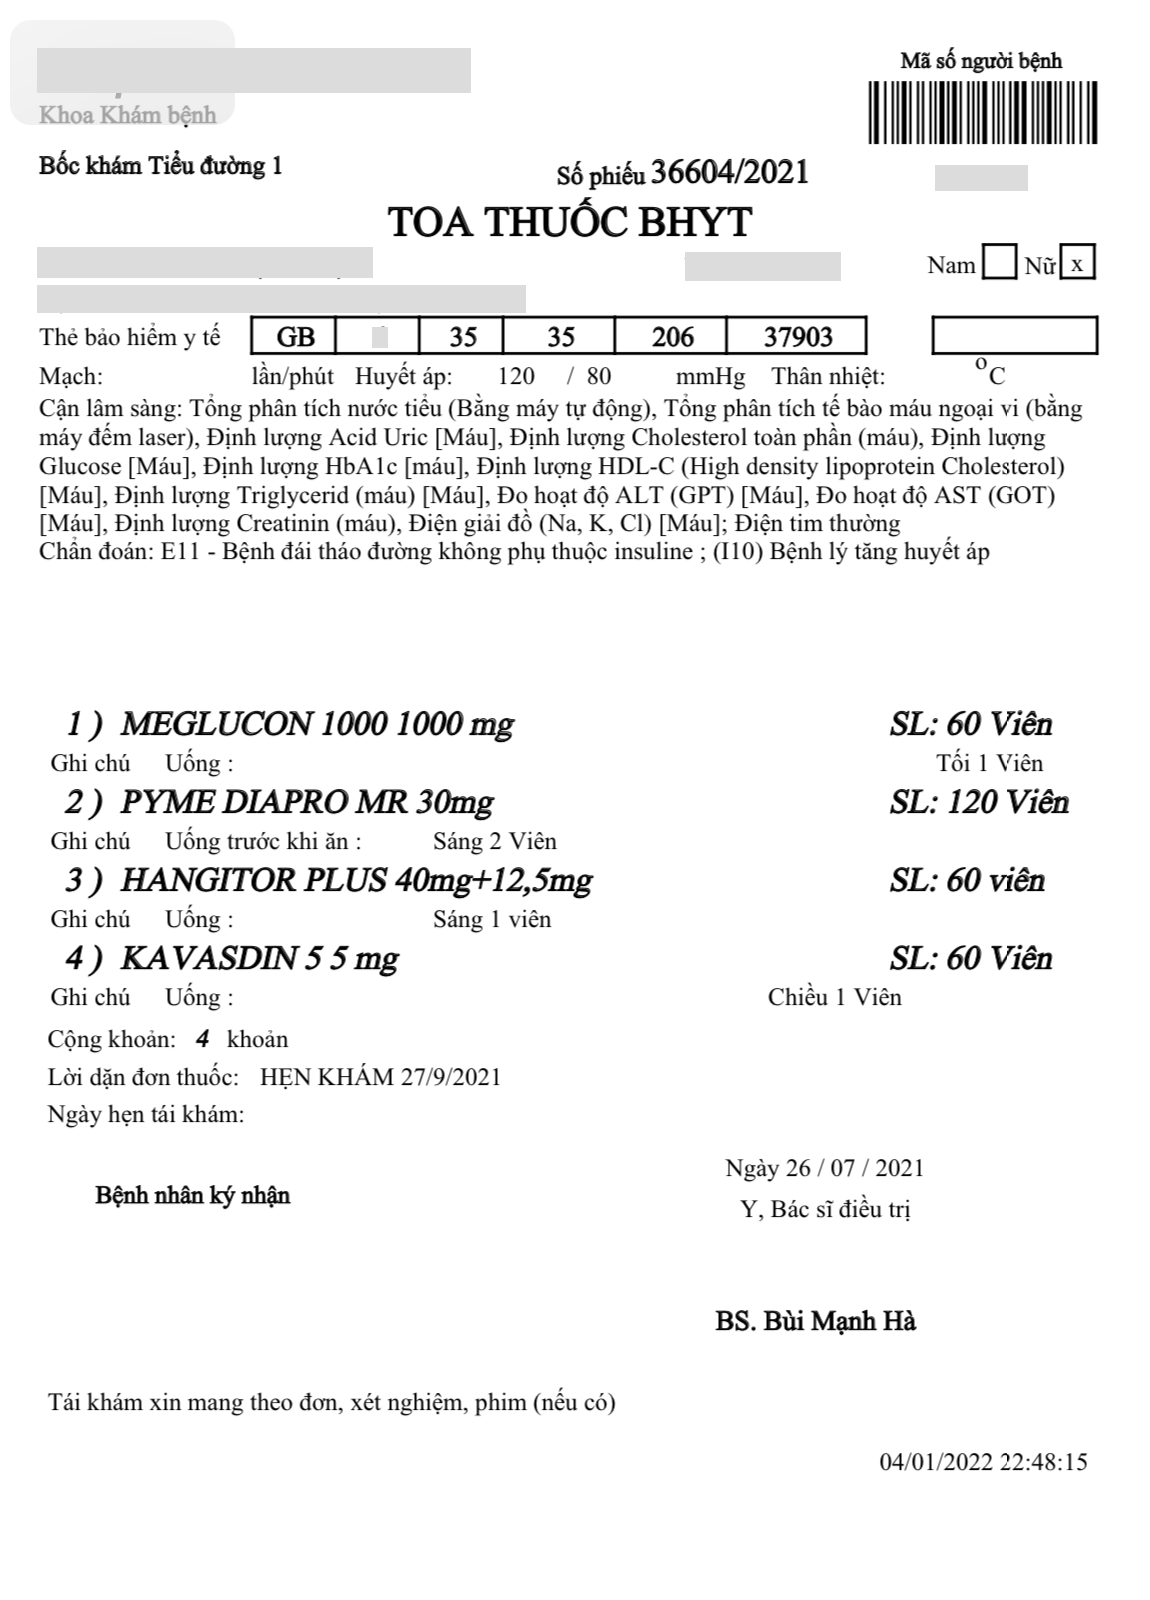 Mã số người bệnh
Khoa Khám bệnh
Bốc khám Tiểu đường 1
Số phiếu 36604/2021
TOA THUỐC BHYT
Nam Nữ x
Thẻ bảo hiểm y tế GB 35 35 206 37903
Mạch: lần/phút Huyết áp: 120 / 80 mmHg Thân nhiệt: °C
Cận lâm sàng: Tổng phân tích nước tiểu (Bằng máy tự động), Tổng phân tích tế bào máu ngoại vi (bằng
máy đếm laser), Định lượng Acid Uric [Máu], Định lượng Cholesterol toàn phần (máu), Định lượng
Glucose [Máu], Định lượng HbA1c [máu], Định lượng HDL-C (High density lipoprotein Cholesterol)
[Máu], Định lượng Triglycerid (máu) [Máu], Đo hoạt độ ALT (GPT) [Máu], Đo hoạt độ AST (GOT)
[Máu], Định lượng Creatinin (máu), Điện giải đồ (Na, K, Cl) [Máu]; Điện tim thường
Chẩn đoán: E11 - Bệnh đái tháo đường không phụ thuộc insuline ; (I10) Bệnh lý tăng huyết áp
1 ) MEGLUCON 1000 1000 mg SL: 60 Viên
Ghi chú Uống : Tối 1 Viên
2 ) PYME DIAPRO MR 30mg SL: 120 Viên
Ghi chú Uống trước khi ăn : Sáng 2 Viên
3 ) HANGITOR PLUS 40mg+12,5mg SL: 60 viên
Ghi chú Uống : Sáng 1 viên
4 ) KAVASDIN 5 5 mg SL: 60 Viên
Ghi chú Uống : Chiều 1 Viên
Cộng khoản: 4 khoản
Lời dặn đơn thuốc: HẸN KHÁM 27/9/2021
Ngày hẹn tái khám:
Ngày 26 / 07 / 2021
Bệnh nhân ký nhận
Y, Bác sĩ điều trị
BS. Bùi Mạnh Hà
Tái khám xin mang theo đơn, xét nghiệm, phim (nếu có)
04/01/2022 22:48:15